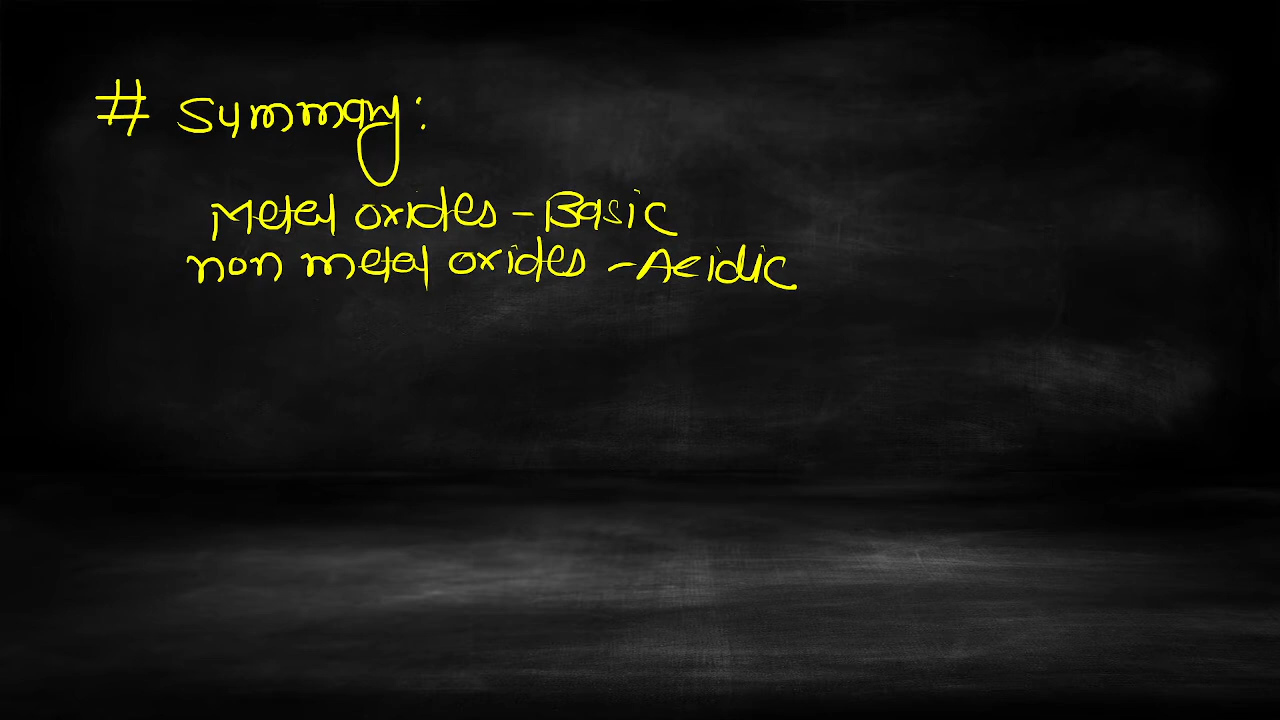 # Summary:
Metal oxides - Basic
non metal oxides - Acidic